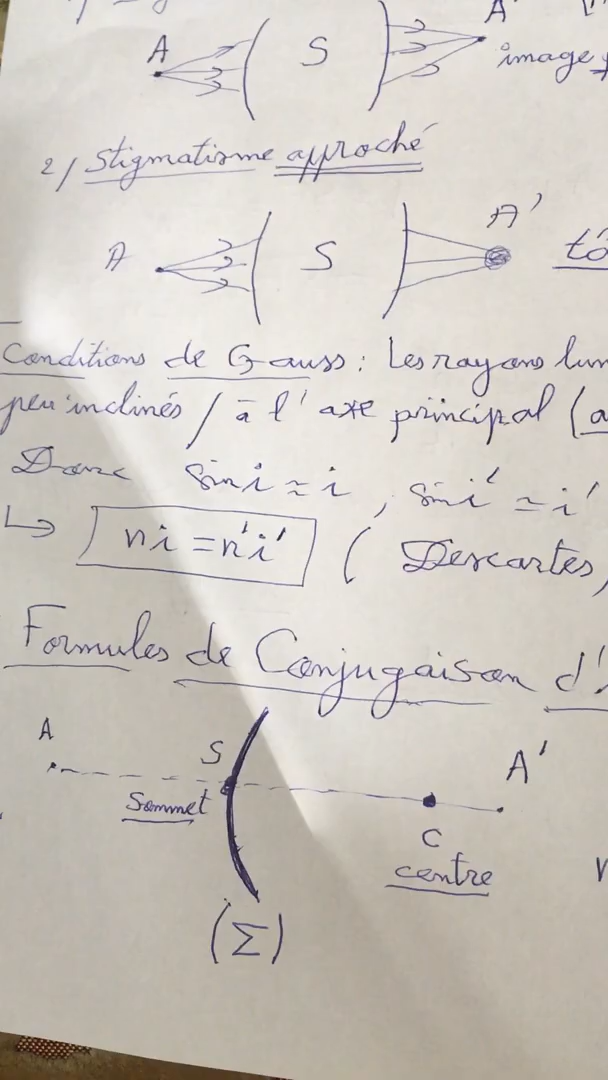 A S A'
image
2/ Stigmatisme approché
A S A'
Conditions de Gauss : Les rayons
peu inclinés / à l'axe principal (
Donc sin i ≃ i , sin i' ≃ i'
↳ ni = n'i' ( Descartes,
Formules de Conjugaison d'
A S A'
Sommet C
centre
(Σ)